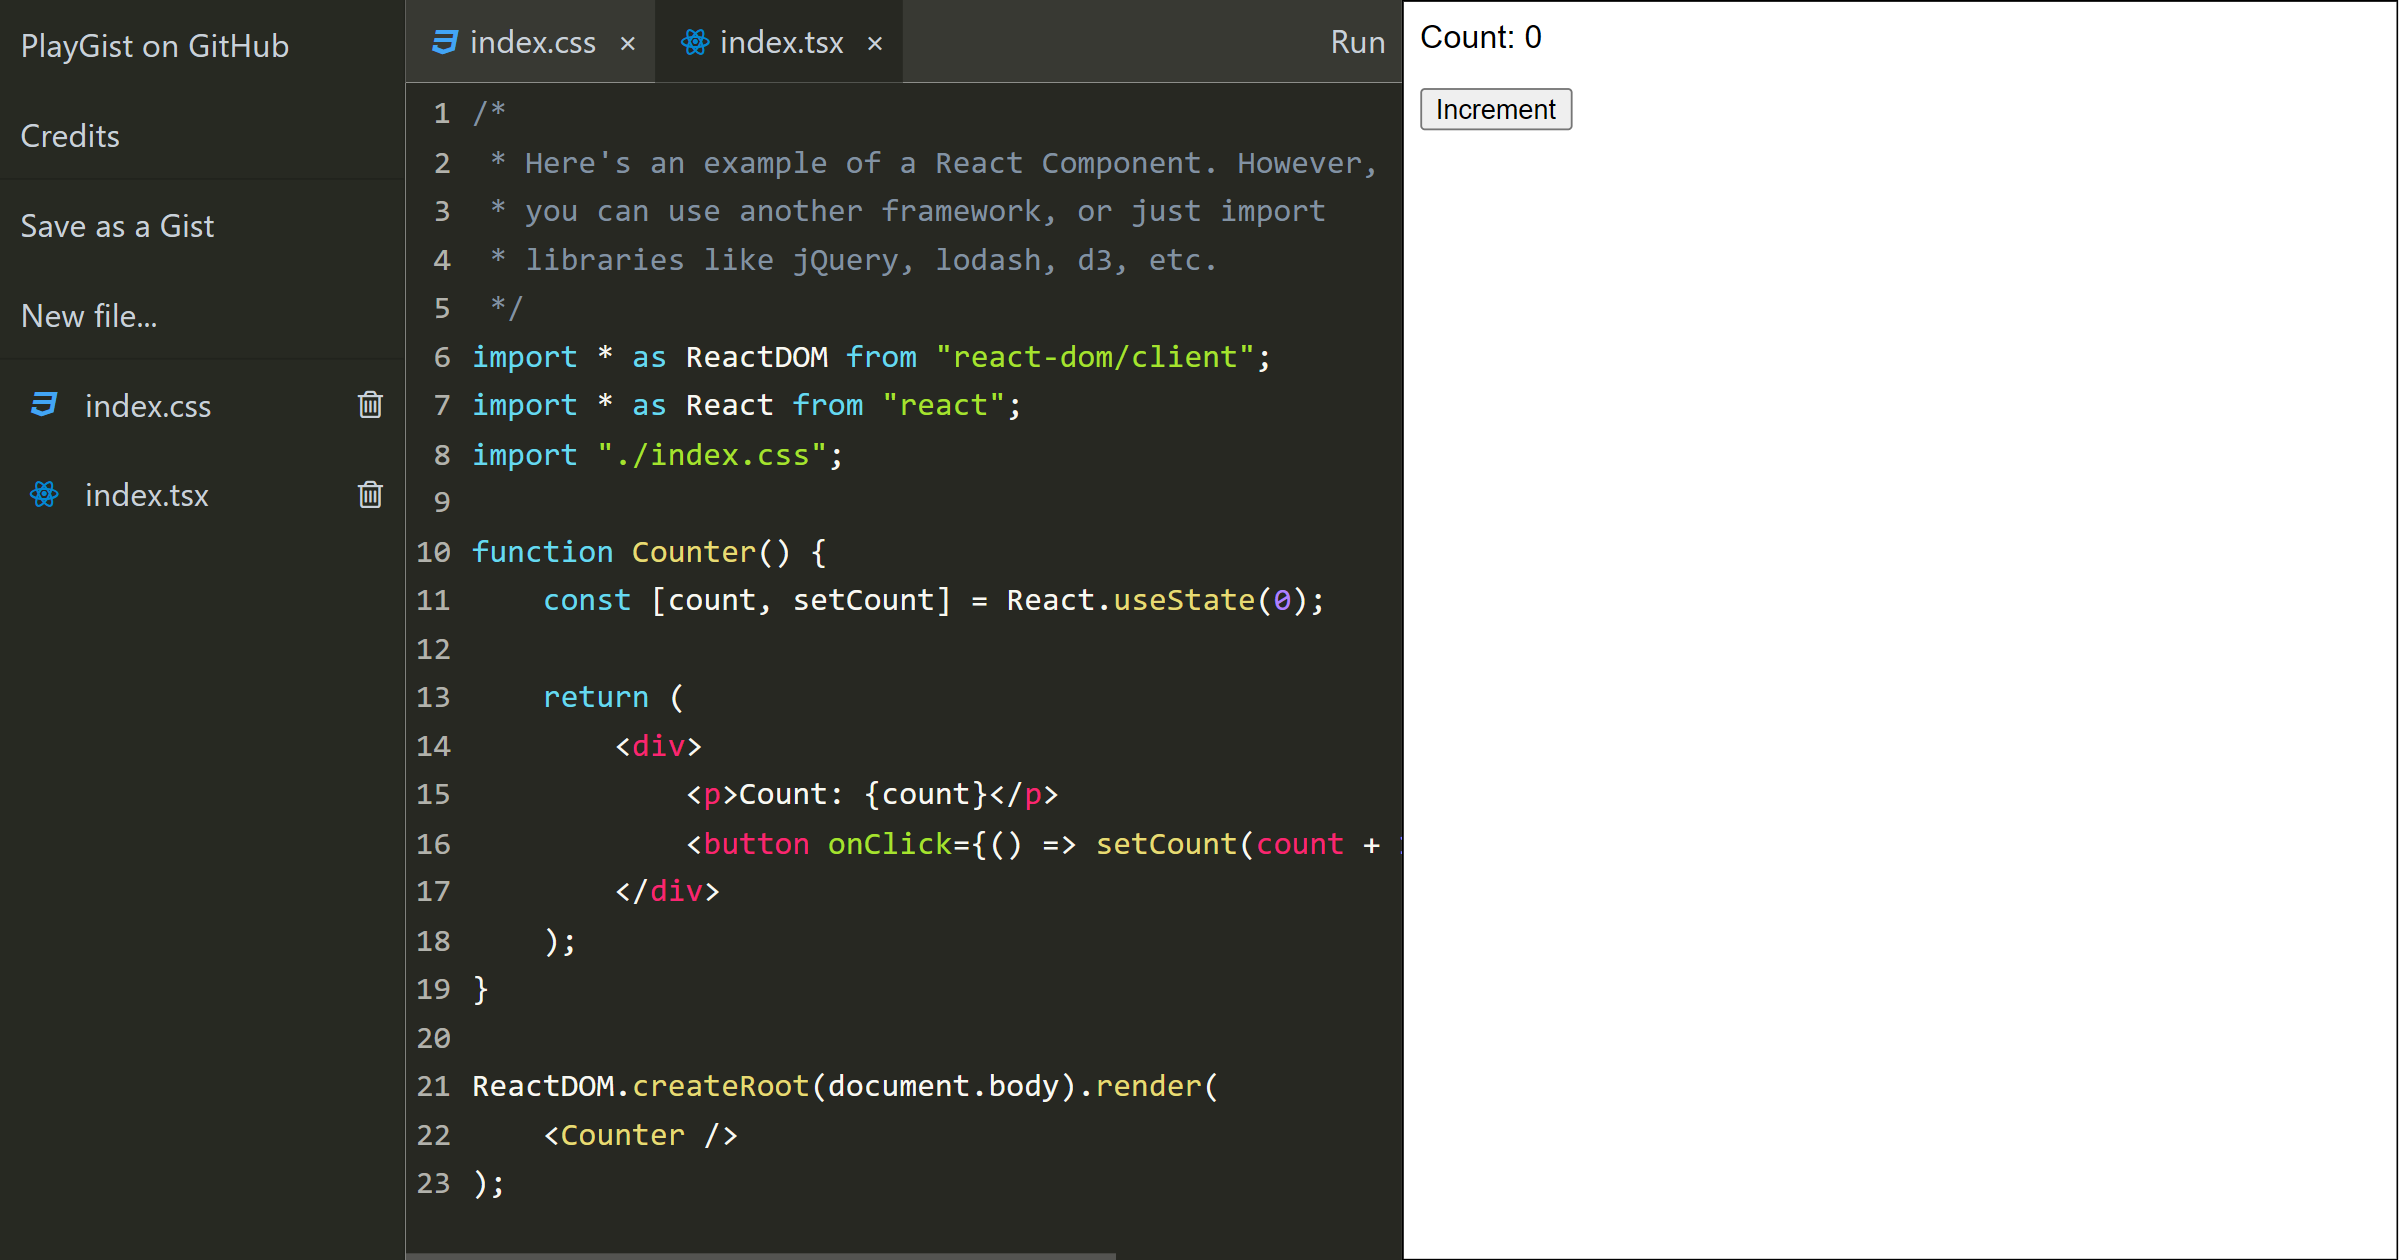 PlayGist on GitHub
Credits
Save as a Gist
New file...
index.css
index.tsx
index.css ×
index.tsx ×
Run
1 /*
2  * Here's an example of a React Component. However,
3  * you can use another framework, or just import
4  * libraries like jQuery, lodash, d3, etc.
5  */
6 import * as ReactDOM from "react-dom/client";
7 import * as React from "react";
8 import "./index.css";
9
10 function Counter() {
11     const [count, setCount] = React.useState(0);
12
13     return (
14         <div>
15             <p>Count: {count}</p>
16             <button onClick={() => setCount(count +
17         </div>
18     );
19 }
20
21 ReactDOM.createRoot(document.body).render(
22     <Counter />
23 );
Count: 0
Increment